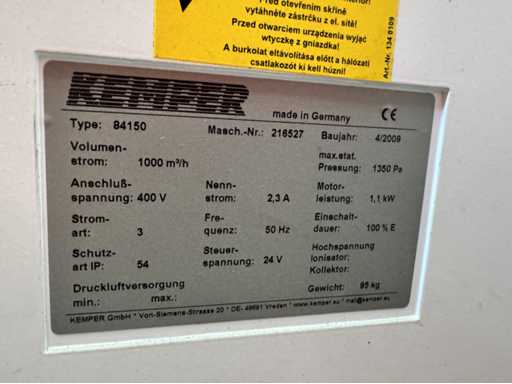 před otevřením skříně
vytáhněte zástrčku z el. sítě!
Przed otwarciem urządzenia wyjąć
wtyczkę z gniazdka!
A burkolat eltávolítása előtt a hálózati
csatlakozót ki kell húzni!
Art.-Nr. 134 0109
KEMPER
made in Germany CE
Type: 84150 Masch.-Nr.: 216527 Baujahr: 4/2009
Volumen-strom: 1000 m³/h max.stat. Pressung: 1350 Pa
Anschluß-spannung: 400 V Nenn-strom: 2,3 A Motor-leistung: 1,1 kW
Strom-art: 3 Fre-quenz: 50 Hz Einschalt-dauer: 100 % E
Schutz-art IP: 54 Steuer-spannung: 24 V Hochspannung Ionisator: Kollektor:
Druckluftversorgung
min.: max.: Gewicht: 95 kg
KEMPER GmbH * Von-Siemens-Strasse 20 * DE- 48691 Vreden * www.kemper.eu * mail@kemper.eu